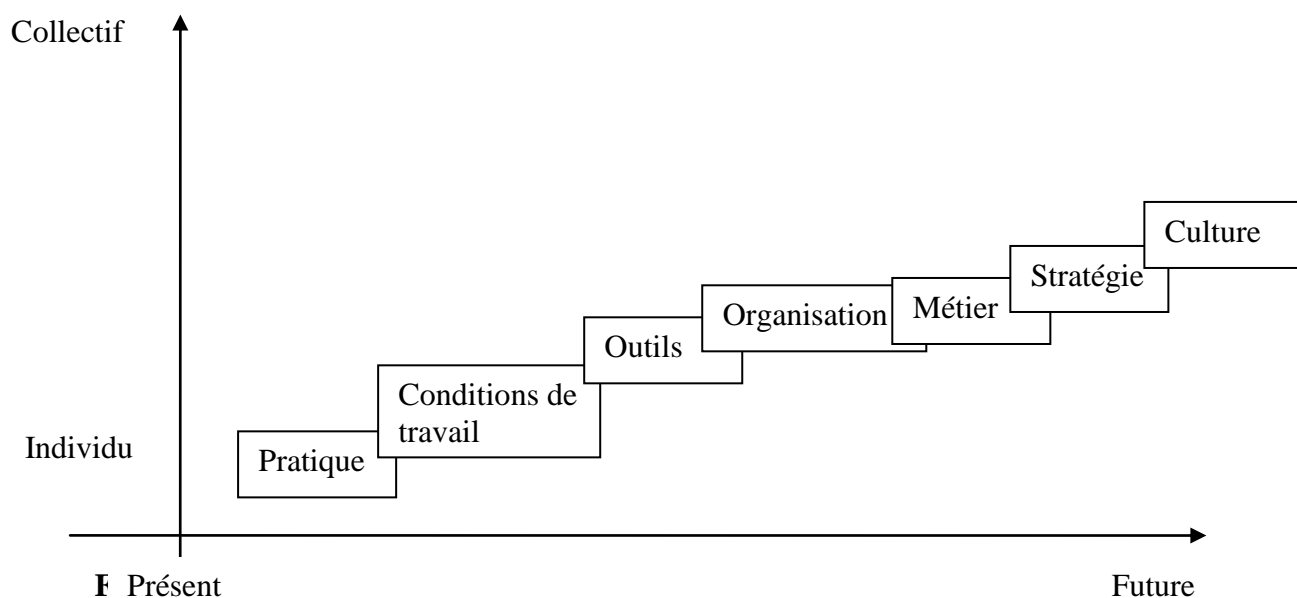 Collectif
Culture
Stratégie
Métier
Organisation
Outils
Conditions de
travail
Individu
Pratique
Présent
Future